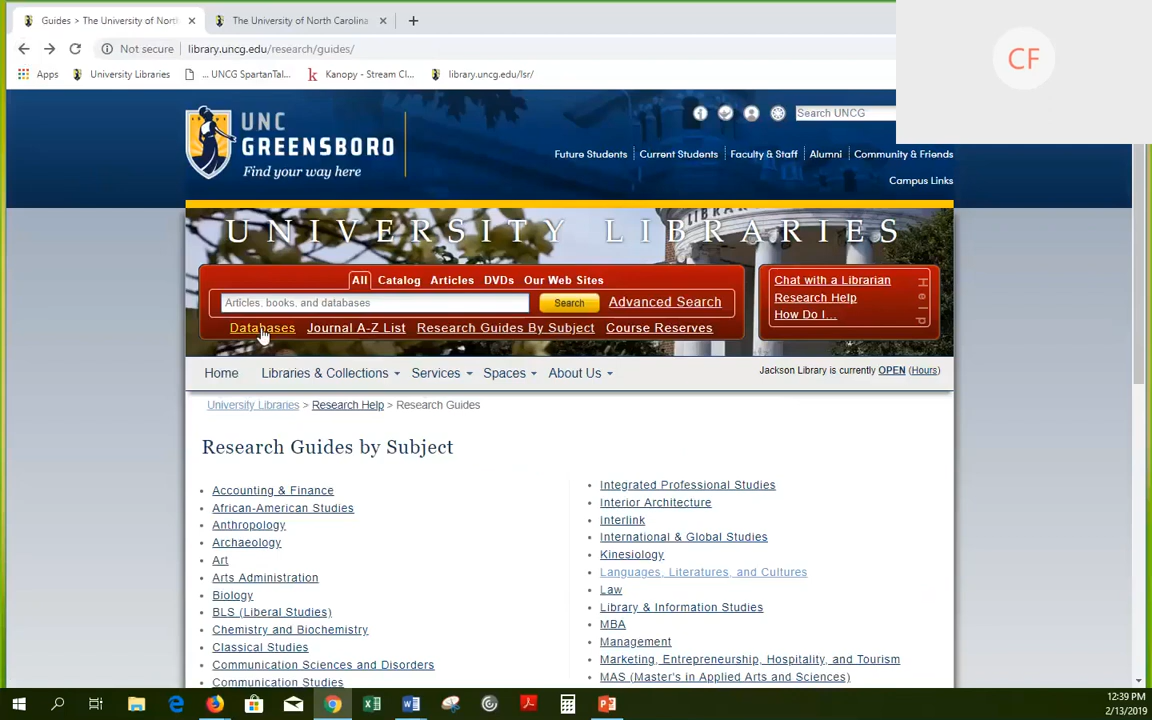 Guides > The University of North
The University of North Carolina
Not secure
library.uncg.edu/research/guides/
Apps
University Libraries
... UNCG SpartanTal...
Kanopy - Stream Cl...
library.uncg.edu/lsr/
CF
UNC
GREENSBORO
Find your way here
Search UNCG
Future Students
Current Students
Faculty & Staff
Alumni
Community & Friends
Campus Links
UNIVERSITY LIBRARIES
All
Catalog
Articles
DVDs
Our Web Sites
Articles, books, and databases
Search
Advanced Search
Databases
Journal A-Z List
Research Guides By Subject
Course Reserves
Chat with a Librarian
Research Help
How Do I...
Help
Home
Libraries & Collections
Services
Spaces
About Us
Jackson Library is currently OPEN (Hours)
University Libraries > Research Help > Research Guides
Research Guides by Subject
Accounting & Finance
African-American Studies
Anthropology
Archaeology
Art
Arts Administration
Biology
BLS (Liberal Studies)
Chemistry and Biochemistry
Classical Studies
Communication Sciences and Disorders
Communication Studies
Integrated Professional Studies
Interior Architecture
Interlink
International & Global Studies
Kinesiology
Languages, Literatures, and Cultures
Law
Library & Information Studies
MBA
Management
Marketing, Entrepreneurship, Hospitality, and Tourism
MAS (Master's in Applied Arts and Sciences)
12:39 PM
2/13/2019